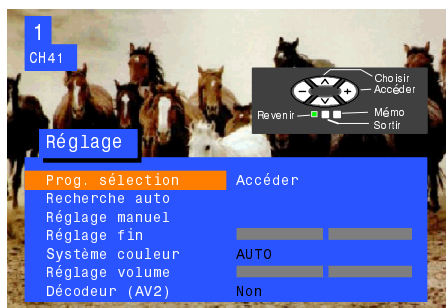 1
CH41
Choisir
Accéder
Revenir
Mémo
Sortir
Réglage
Prog. sélection Accéder
Recherche auto
Réglage manuel
Réglage fin
Système couleur AUTO
Réglage volume
Décodeur (AV2) Non